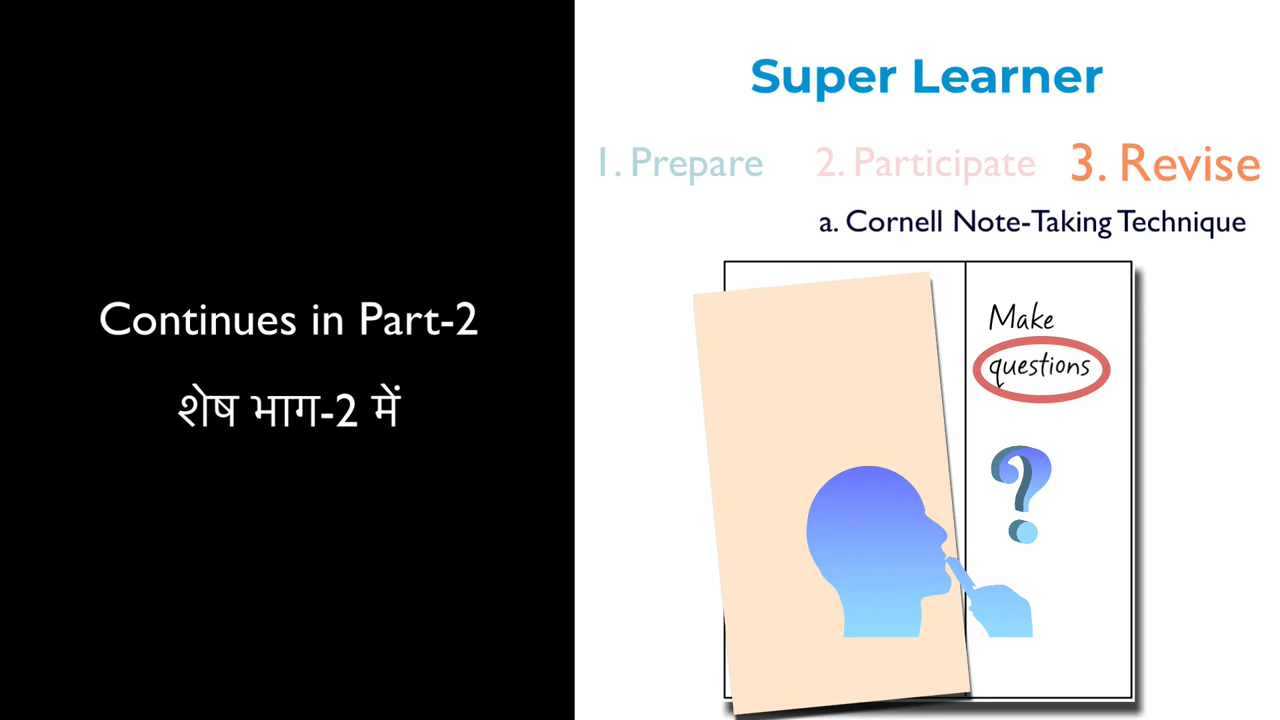 Continues in Part-2
शेष भाग-2 में
Super Learner
1. Prepare
2. Participate
3. Revise
a. Cornell Note-Taking Technique
Make
questions
?